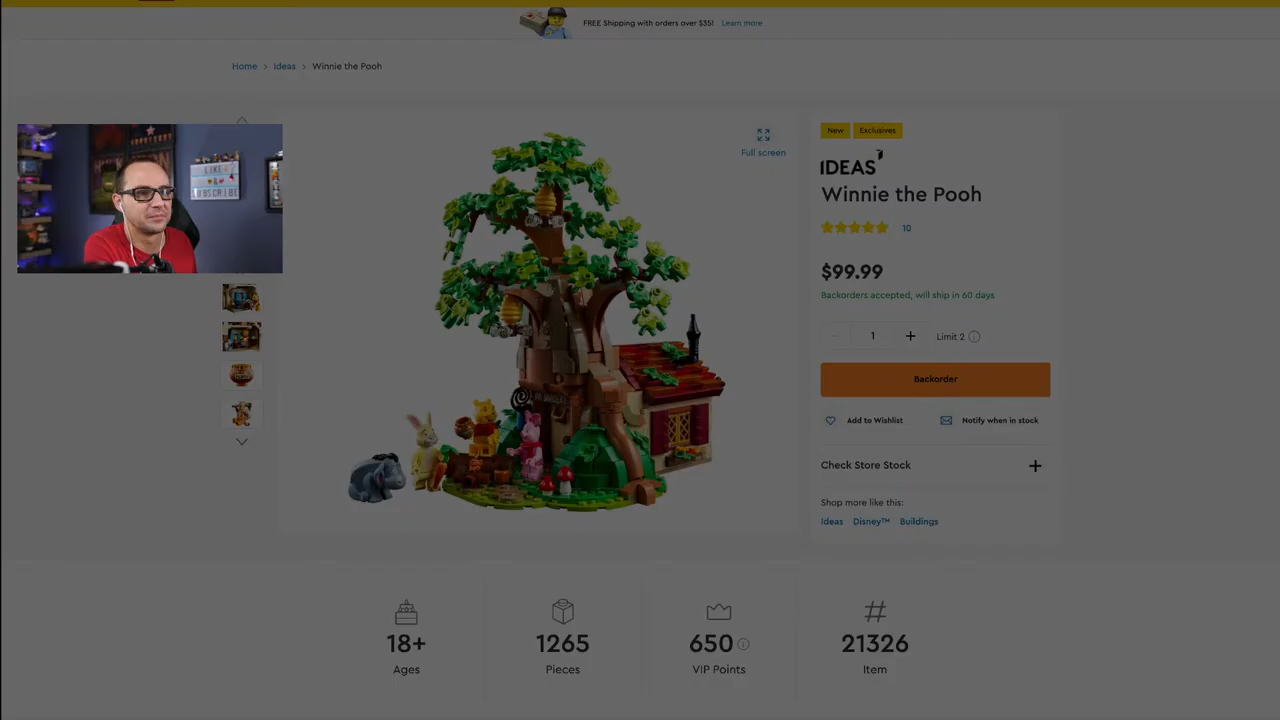 FREE Shipping with orders over $35! Learn more
Home > Ideas > Winnie the Pooh
Full screen
LIKE
SUBSCRIBE
New Exclusives
IDEAS
Winnie the Pooh
10
$99.99
Backorders accepted, will ship in 60 days
- 1 + Limit 2
Backorder
Add to Wishlist Notify when in stock
Check Store Stock +
Shop more like this:
Ideas Disney™ Buildings
18+ 1265 650 # 21326
Ages Pieces VIP Points Item